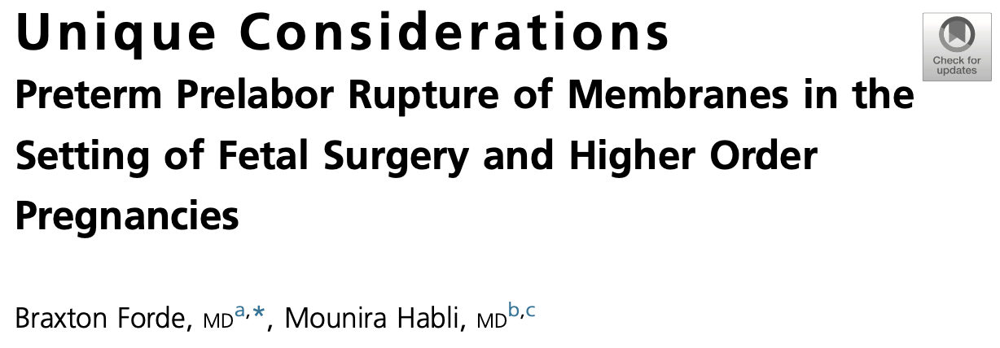 Unique Considerations
Check for
updates
Preterm Prelabor Rupture of Membranes in the
Setting of Fetal Surgery and Higher Order
Pregnancies
Braxton Forde, MDa,*, Mounira Habli, MDb,c